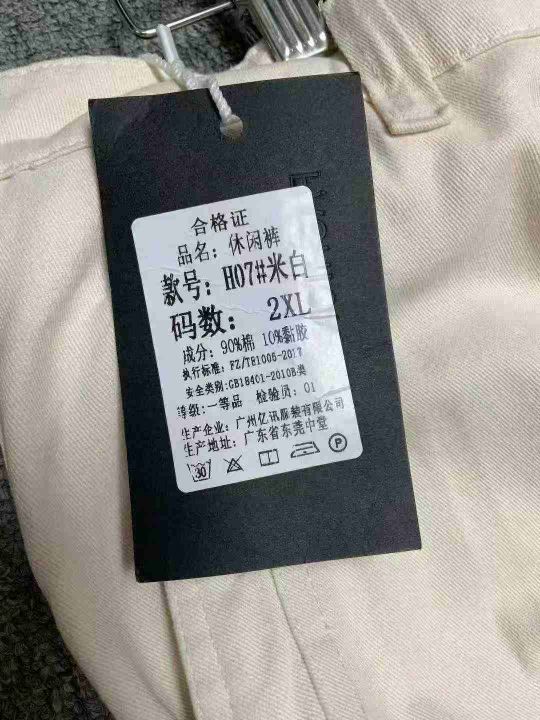 合格证
品名：休闲裤
款号：H07#米白
码数： 2XL
成分：90%棉 10%黏胶
执行标准：FZ/T81006-2017
安全类别：GB18401-2010B类
等级：一等品 检验员：01
生产企业：广州亿讯服装有限公司
生产地址：广东省东莞中堂
30
P